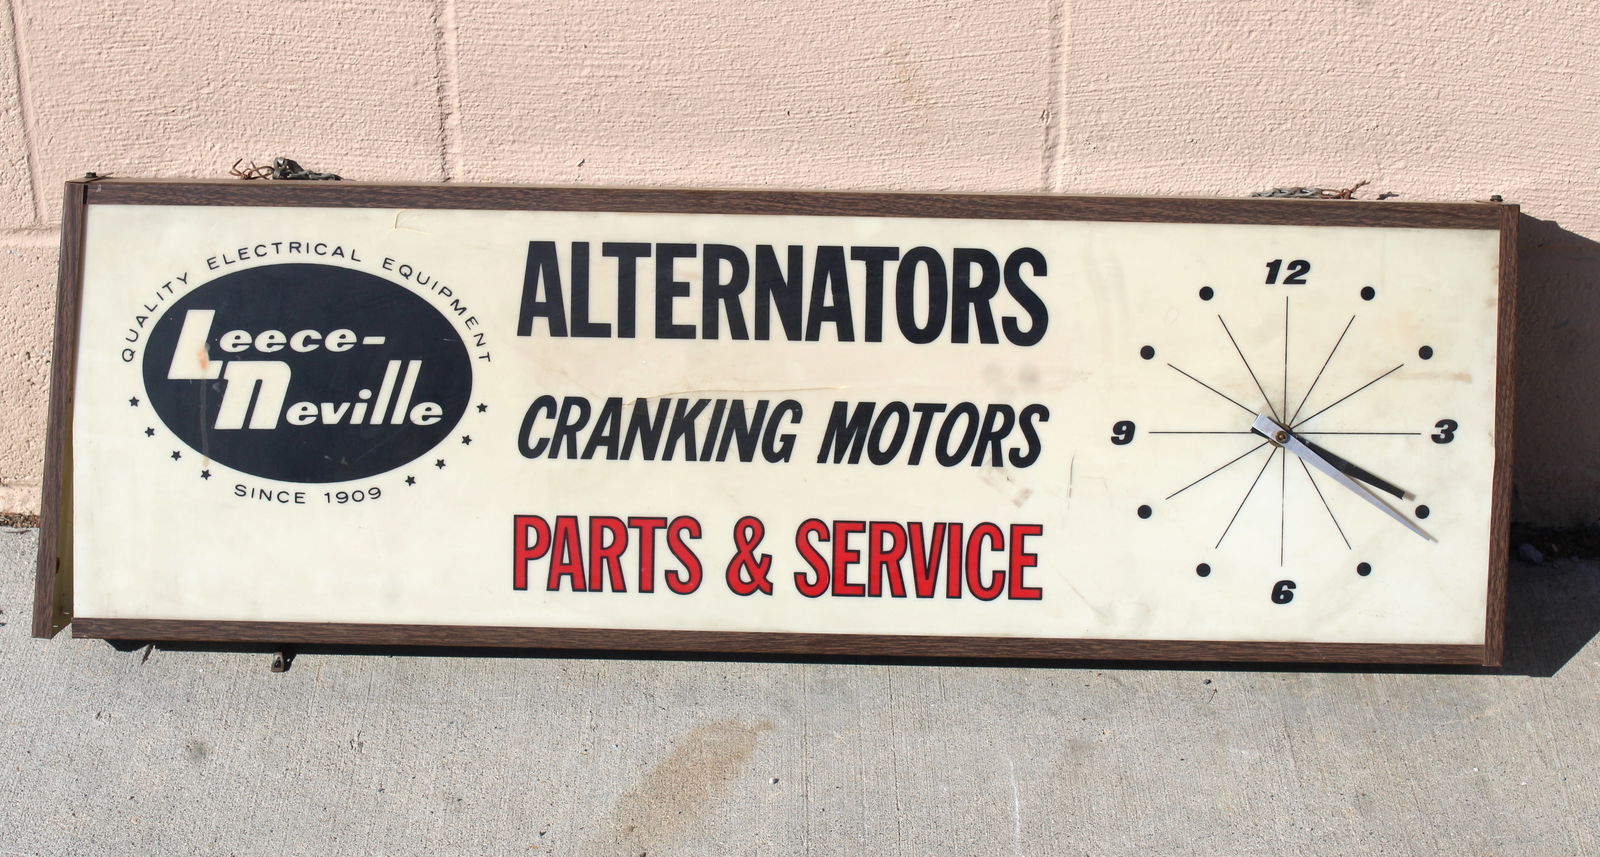 QUALITY ELECTRICAL EQUIPMENT
Leece-
Neville
SINCE 1909
ALTERNATORS
CRANKING MOTORS
PARTS & SERVICE
12
9
3
6